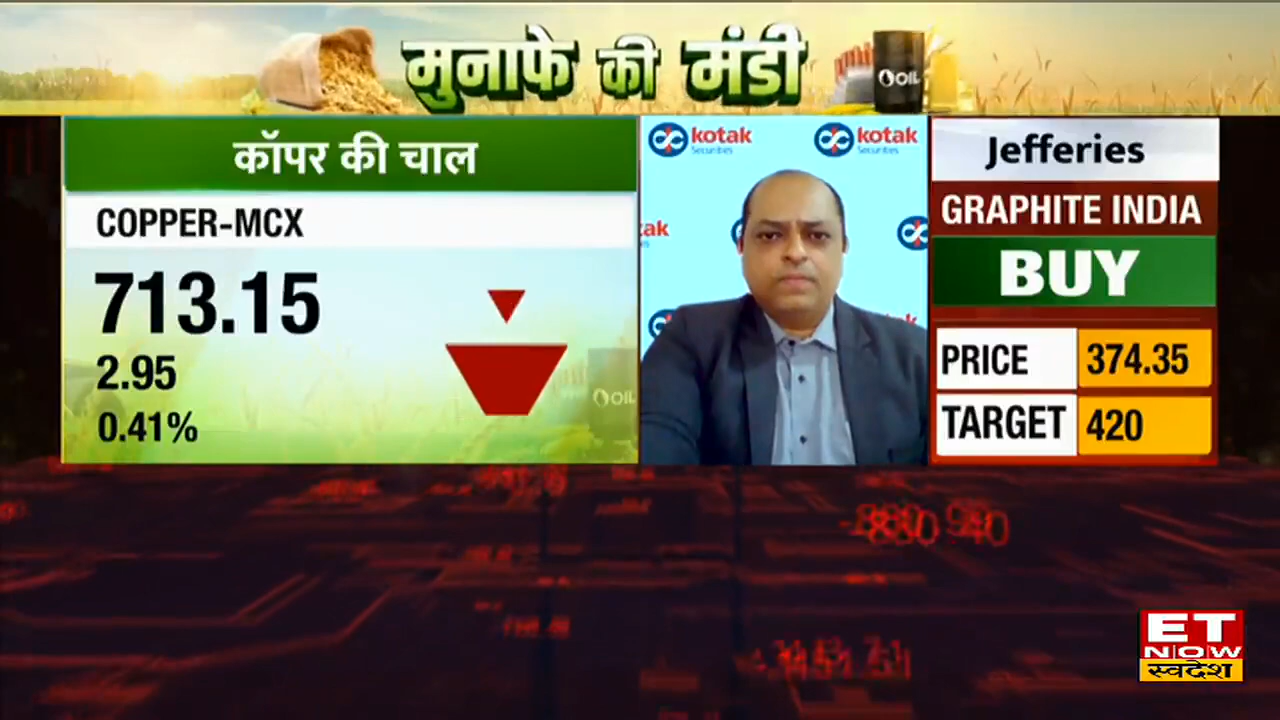 मुनाफे की मंडी
OIL
कॉपर की चाल
COPPER-MCX
713.15
2.95
0.41%
OIL
kotak
Securities
kotak
Securities
Jefferies
GRAPHITE INDIA
BUY
PRICE 374.35
TARGET 420
ET
NOW
स्वदेश